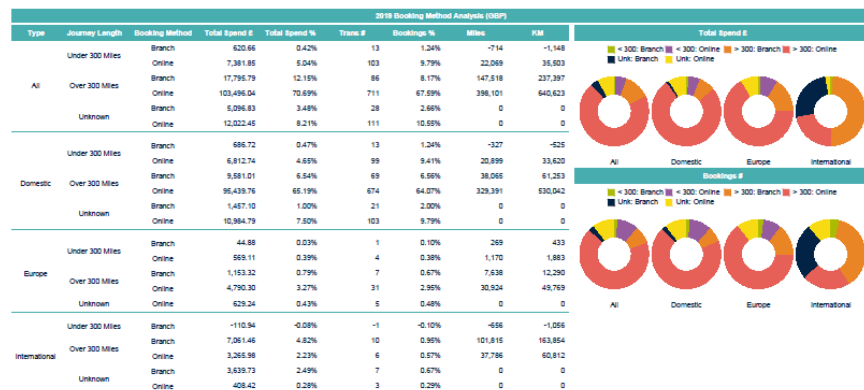 2019 Booking Method Analysis (GBP)
Type Journey Length Booking Method Total Spend £ Total Spend % Trans # Bookings % Miles KM
All Under 300 Miles Branch 620.66 0.42% 13 1.24% -714 -1,148
Online 7,381.85 5.04% 103 9.79% 22,069 35,503
Over 300 Miles Branch 17,795.79 12.15% 86 8.17% 147,518 237,397
Online 103,496.04 70.69% 711 67.59% 398,101 640,623
Unknown Branch 5,096.83 3.48% 28 2.66% 0 0
Online 12,022.45 8.21% 111 10.55% 0 0
Domestic Under 300 Miles Branch 686.72 0.47% 13 1.24% -327 -525
Online 6,812.74 4.65% 99 9.41% 20,899 33,620
Over 300 Miles Branch 9,581.01 6.54% 69 6.56% 38,065 61,253
Online 95,439.76 65.19% 674 64.07% 329,391 530,042
Unknown Branch 1,457.10 1.00% 21 2.00% 0 0
Online 10,984.79 7.50% 103 9.79% 0 0
Europe Under 300 Miles Branch 44.88 0.03% 1 0.10% 269 433
Online 569.11 0.39% 4 0.38% 1,170 1,883
Over 300 Miles Branch 1,153.32 0.79% 7 0.67% 7,638 12,290
Online 4,790.30 3.27% 31 2.95% 30,924 49,769
Unknown Online 629.24 0.43% 5 0.48% 0 0
International Under 300 Miles Branch -110.94 -0.08% -1 -0.10% -656 -1,056
Over 300 Miles Branch 7,061.46 4.82% 10 0.95% 101,815 163,854
Online 3,265.98 2.23% 6 0.57% 37,786 60,812
Unknown Branch 3,639.73 2.49% 7 0.67% 0 0
Online 408.42 0.28% 3 0.29% 0 0
Total Spend £
< 300: Branch < 300: Online > 300: Branch > 300: Online
Unk: Branch Unk: Online
All Domestic Europe International
Bookings #
< 300: Branch < 300: Online > 300: Branch > 300: Online
Unk: Branch Unk: Online
All Domestic Europe International